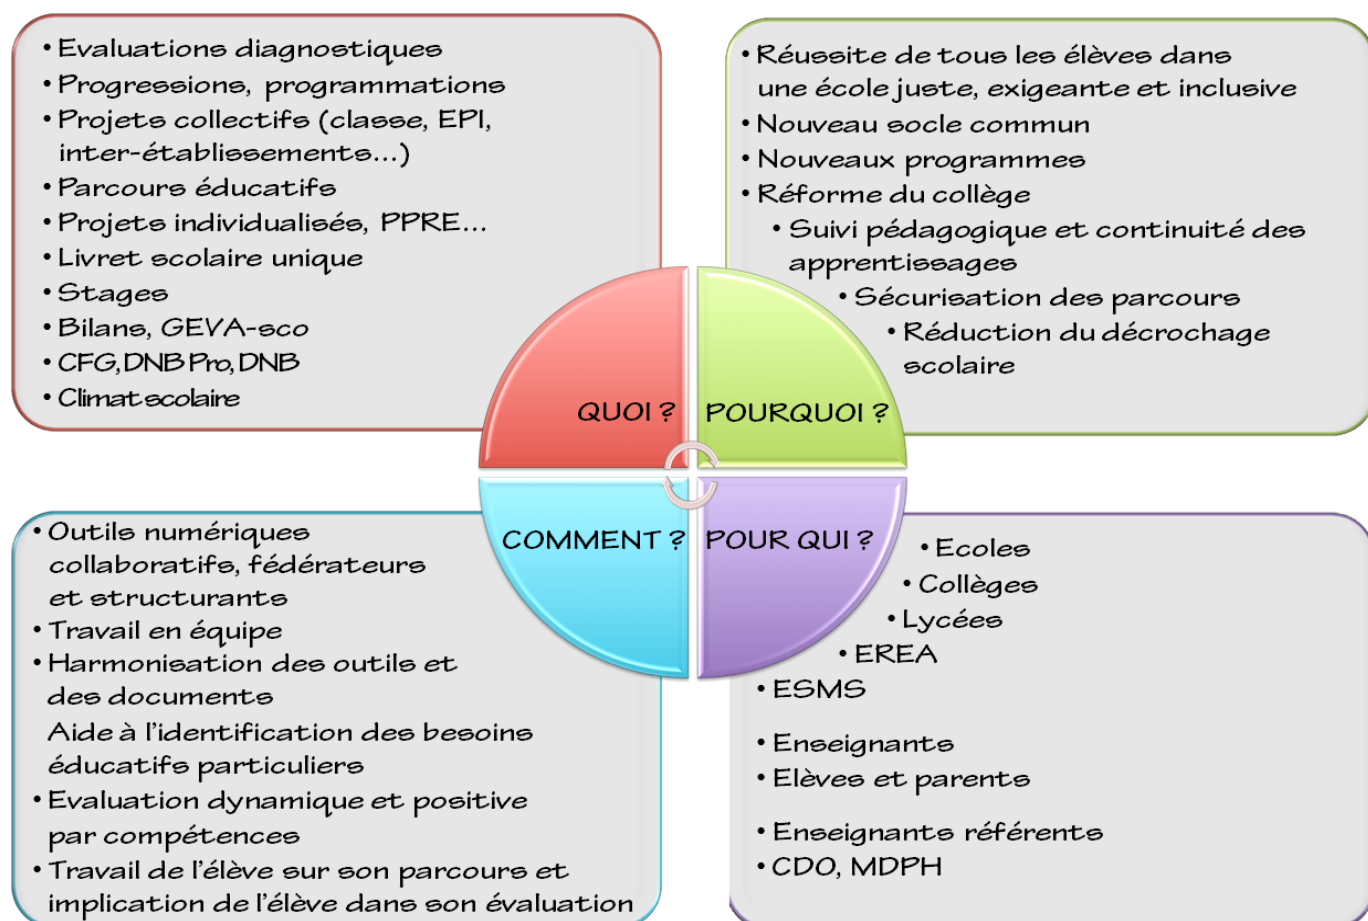 • Evaluations diagnostiques
• Progressions, programmations
• Projets collectifs (classe, EPI,
inter-établissements...)
• Parcours éducatifs
• Projets individualisés, PPRE...
• Livret scolaire unique
• Stages
• Bilans, GEVA-sco
• CFG,DNB Pro,DNB
• Climat scolaire
QUOI ?
• Réussite de tous les élèves dans
une école juste, exigeante et inclusive
• Nouveau socle commun
• Nouveaux programmes
• Réforme du collège
• Suivi pédagogique et continuité des
apprentissages
• Sécurisation des parcours
• Réduction du décrochage
scolaire
POURQUOI ?
• Outils numériques
collaboratifs, fédérateurs
et structurants
• Travail en équipe
• Harmonisation des outils et
des documents
Aide à l'identification des besoins
éducatifs particuliers
• Evaluation dynamique et positive
par compétences
• Travail de l'élève sur son parcours et
implication de l'élève dans son évaluation
COMMENT ?
POUR QUI ?
• Ecoles
• Collèges
• Lycées
• EREA
• ESMS
• Enseignants
• Elèves et parents
• Enseignants référents
• CDO, MDPH